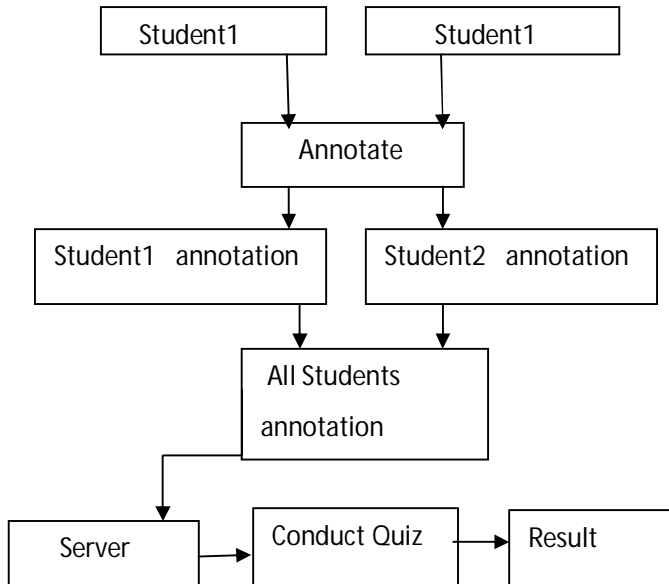 Student1
Student1
Annotate
Student1 annotation
Student2 annotation
All Students
annotation
Server
Conduct Quiz
Result